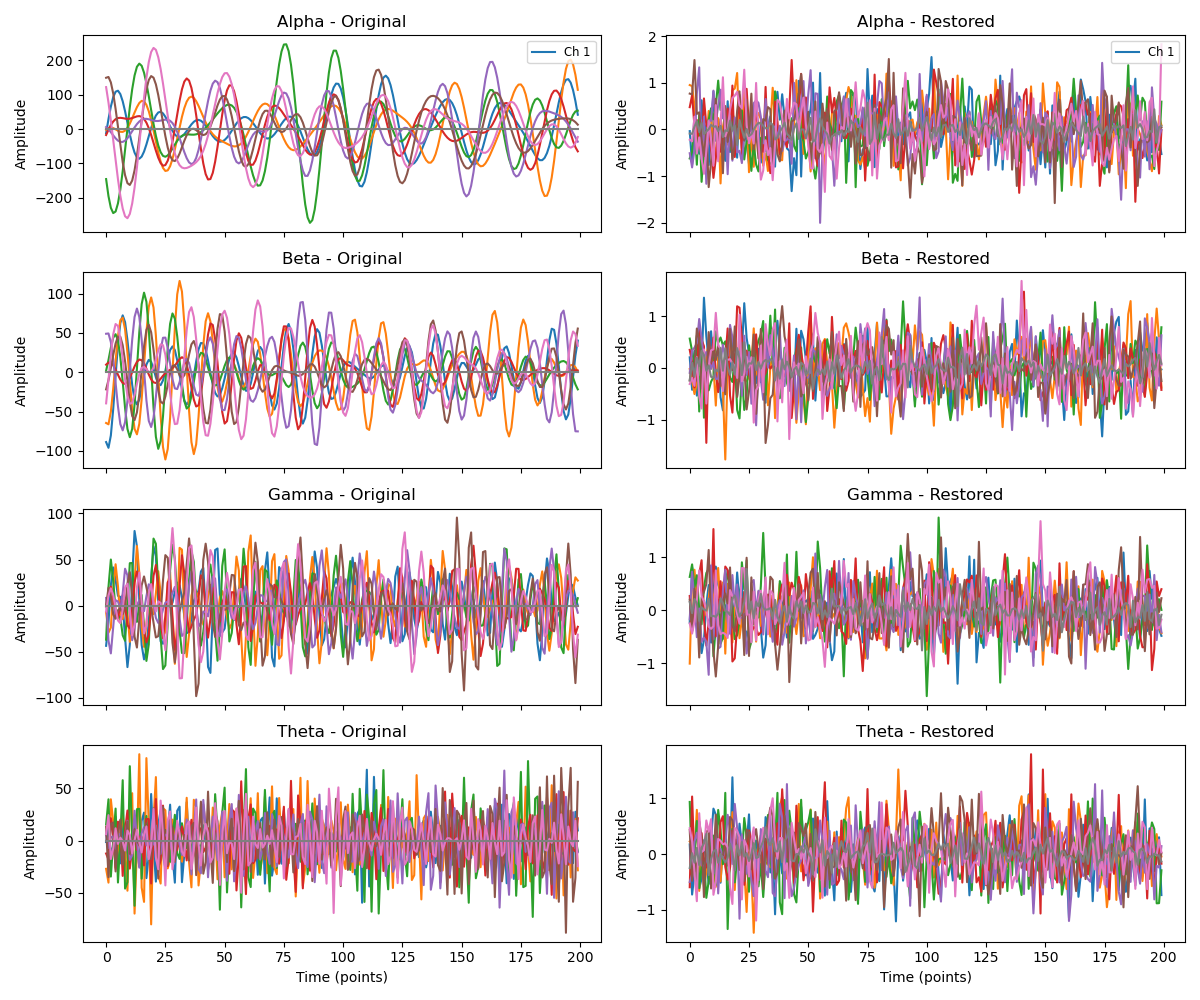 Alpha - Original
Alpha - Restored
Amplitude
200
100
0
−100
−200
Ch 1
Amplitude
2
1
0
−1
−2
Ch 1
Beta - Original
Beta - Restored
Amplitude
100
50
0
−50
−100
Amplitude
1
0
−1
Gamma - Original
Gamma - Restored
Amplitude
100
50
0
−50
−100
Amplitude
1
0
−1
Theta - Original
Theta - Restored
Amplitude
50
0
−50
Amplitude
1
0
−1
0 25 50 75 100 125 150 175 200
0 25 50 75 100 125 150 175 200
Time (points)
Time (points)